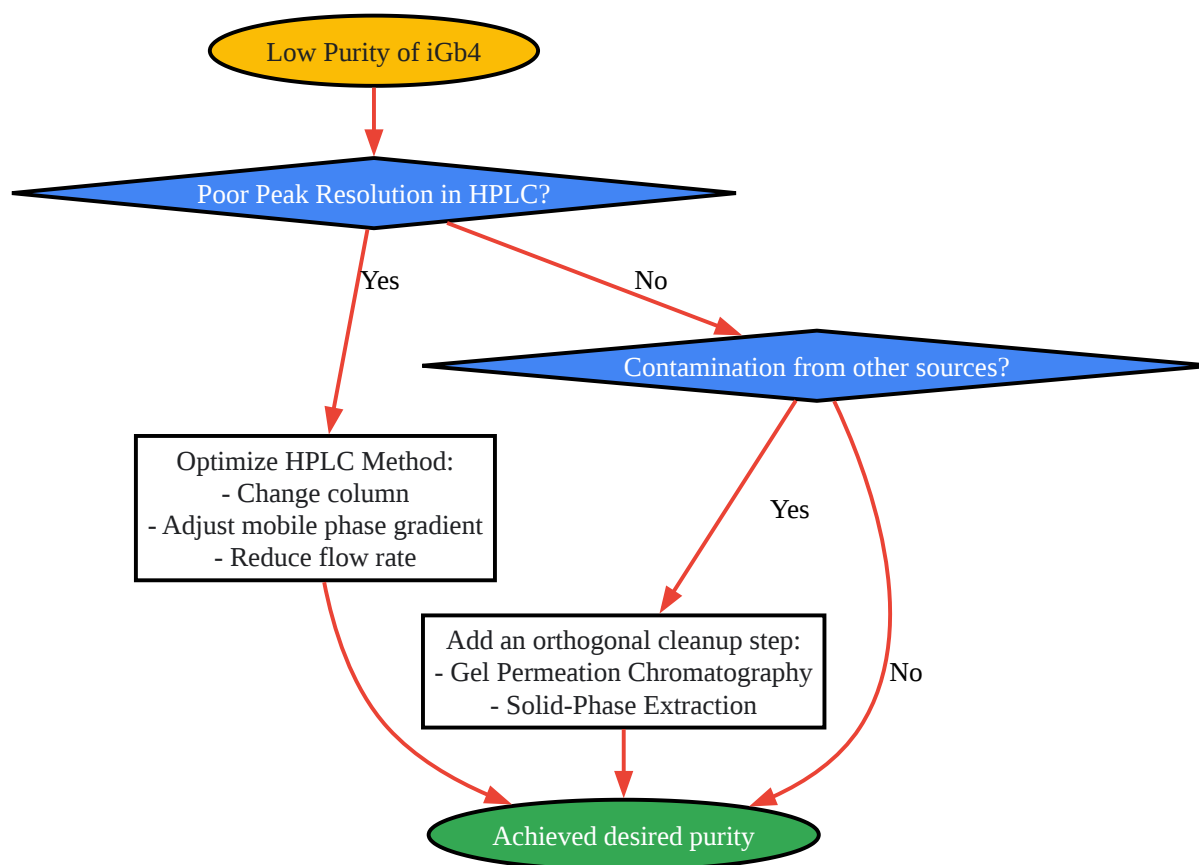 Low Purity of iGb4
Poor Peak Resolution in HPLC?
Yes
No
Contamination from other sources?
Optimize HPLC Method:
- Change column
- Adjust mobile phase gradient
- Reduce flow rate
Yes
Add an orthogonal cleanup step:
- Gel Permeation Chromatography
- Solid-Phase Extraction
No
Achieved desired purity